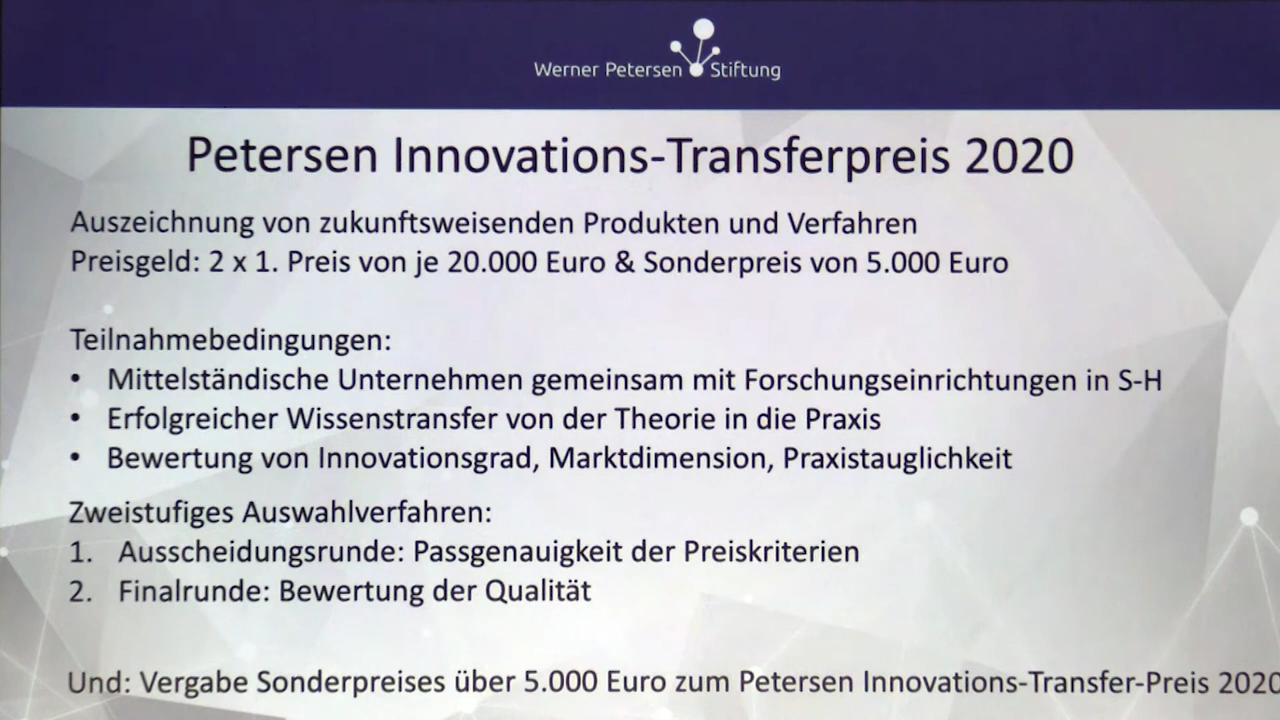 Werner Petersen Stiftung
Petersen Innovations-Transferpreis 2020
Auszeichnung von zukunftsweisenden Produkten und Verfahren
Preisgeld: 2 x 1. Preis von je 20.000 Euro & Sonderpreis von 5.000 Euro
Teilnahmebedingungen:
• Mittelständische Unternehmen gemeinsam mit Forschungseinrichtungen in S-H
• Erfolgreicher Wissenstransfer von der Theorie in die Praxis
• Bewertung von Innovationsgrad, Marktdimension, Praxistauglichkeit
Zweistufiges Auswahlverfahren:
1. Ausscheidungsrunde: Passgenauigkeit der Preiskriterien
2. Finalrunde: Bewertung der Qualität
Und: Vergabe Sonderpreises über 5.000 Euro zum Petersen Innovations-Transfer-Preis 2020